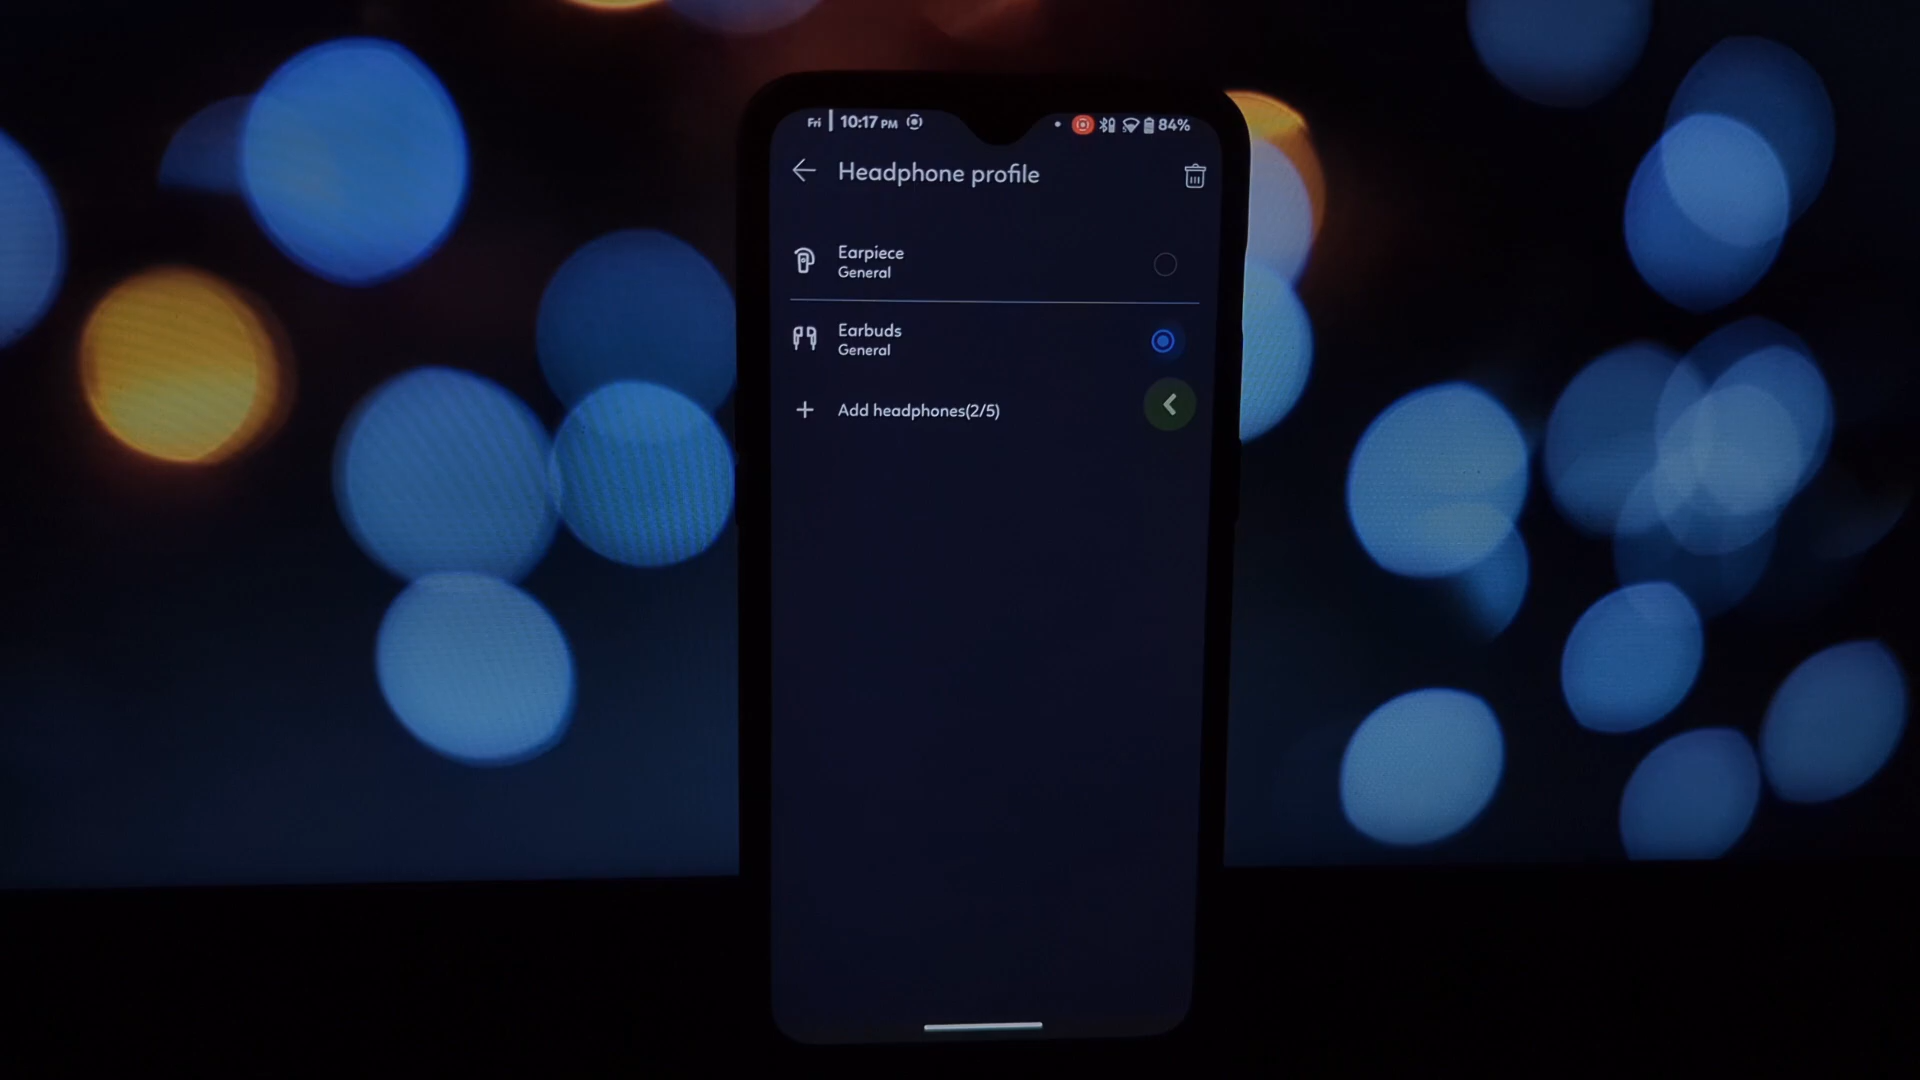 Fri | 10:17 PM 84%
Headphone profile
Earpiece
General
Earbuds
General
Add headphones(2/5)